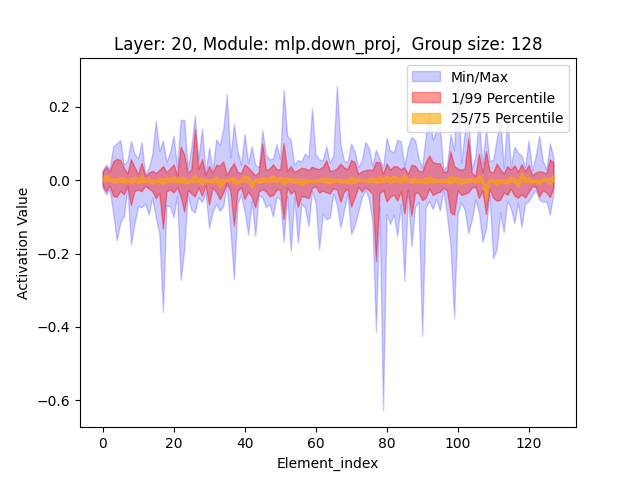 Layer: 20, Module: mlp.down_proj,  Group size: 128
Min/Max
1/99 Percentile
25/75 Percentile
Activation Value
0.2
0.0
−0.2
−0.4
−0.6
0 20 40 60 80 100 120
Element_index